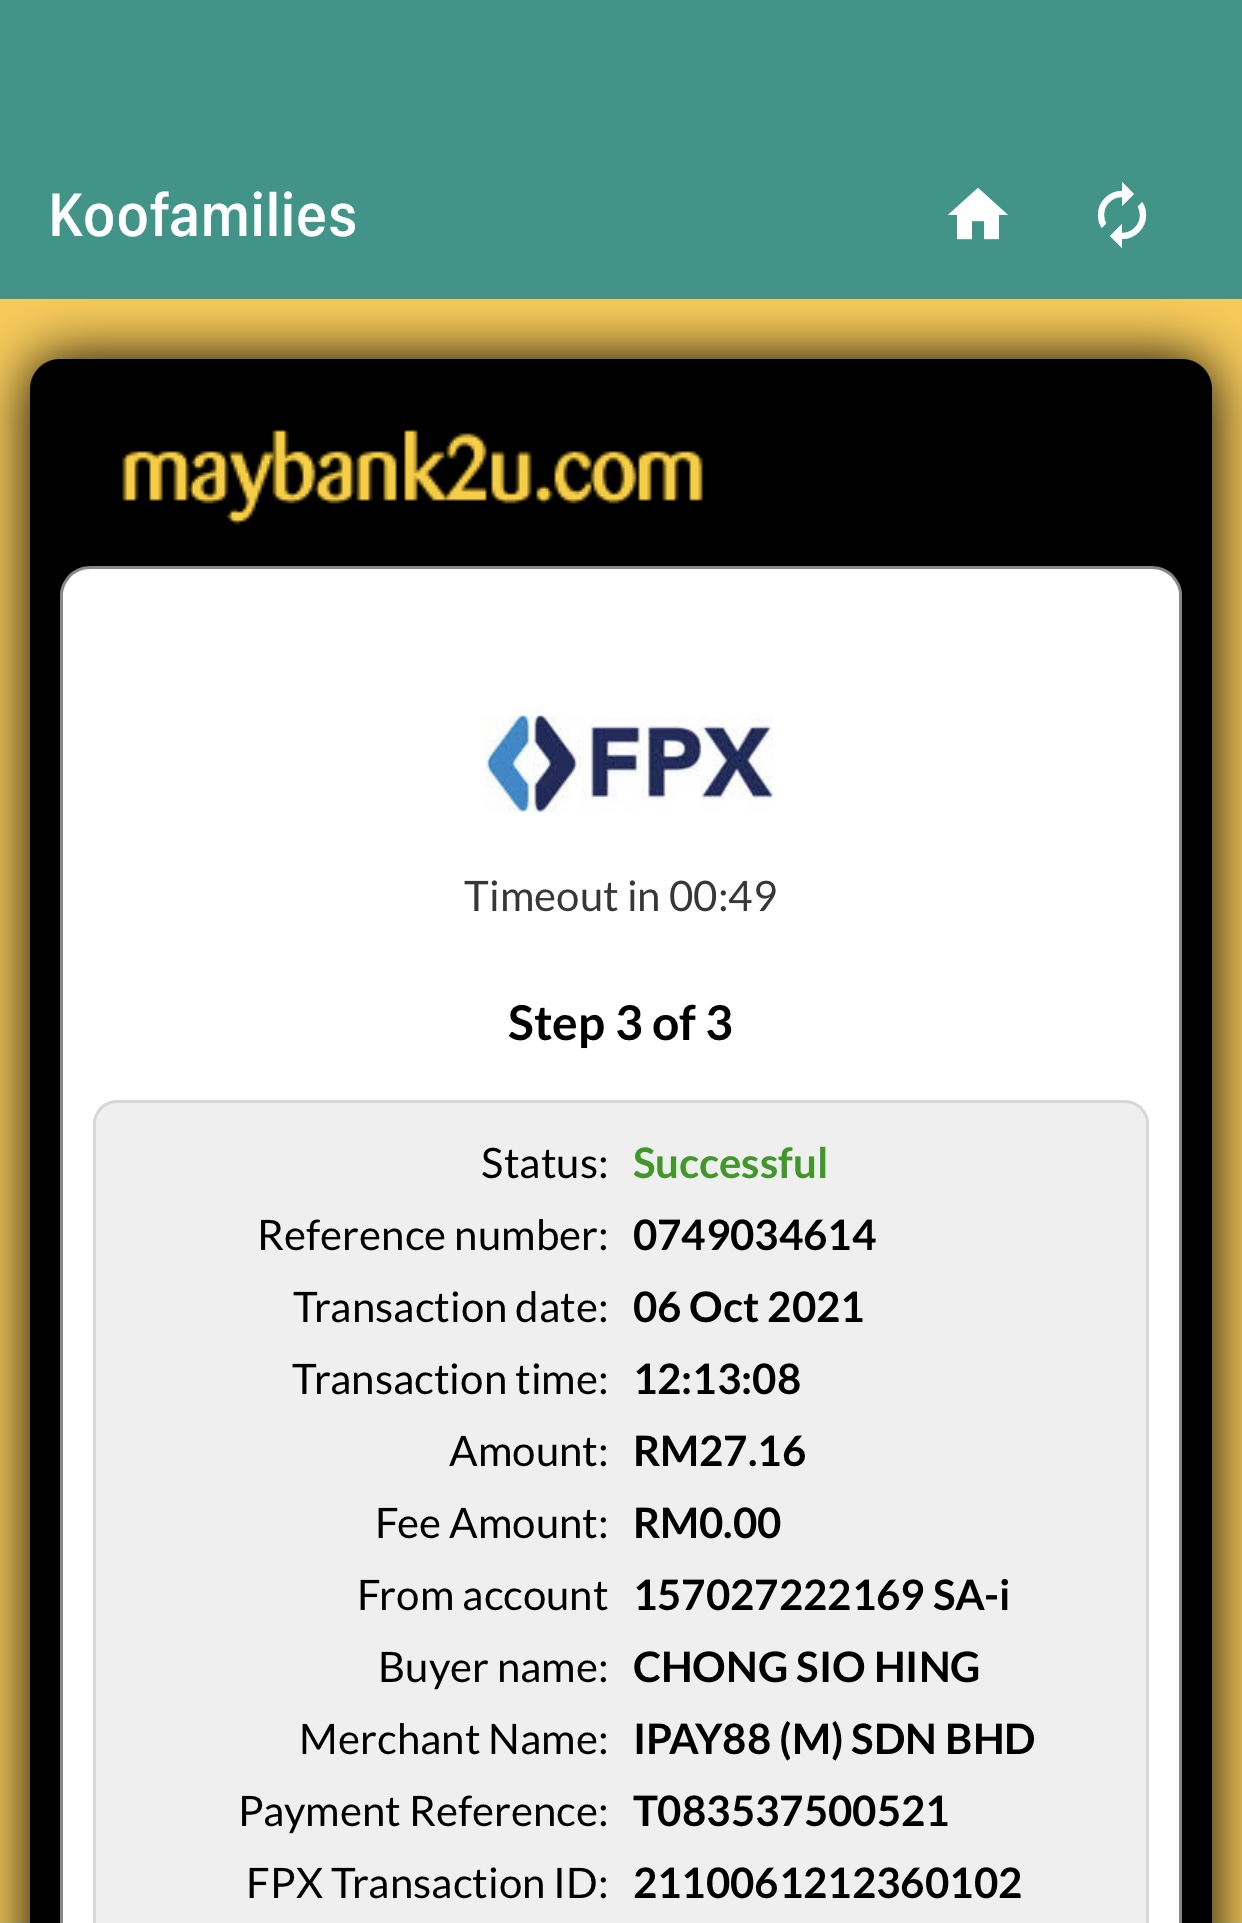 Koofamilies
maybank2u.com
FPX
Timeout in 00:49
Step 3 of 3
Status: Successful
Reference number: 0749034614
Transaction date: 06 Oct 2021
Transaction time: 12:13:08
Amount: RM27.16
Fee Amount: RM0.00
From account 157027222169 SA-i
Buyer name: CHONG SIO HING
Merchant Name: IPAY88 (M) SDN BHD
Payment Reference: T083537500521
FPX Transaction ID: 2110061212360102